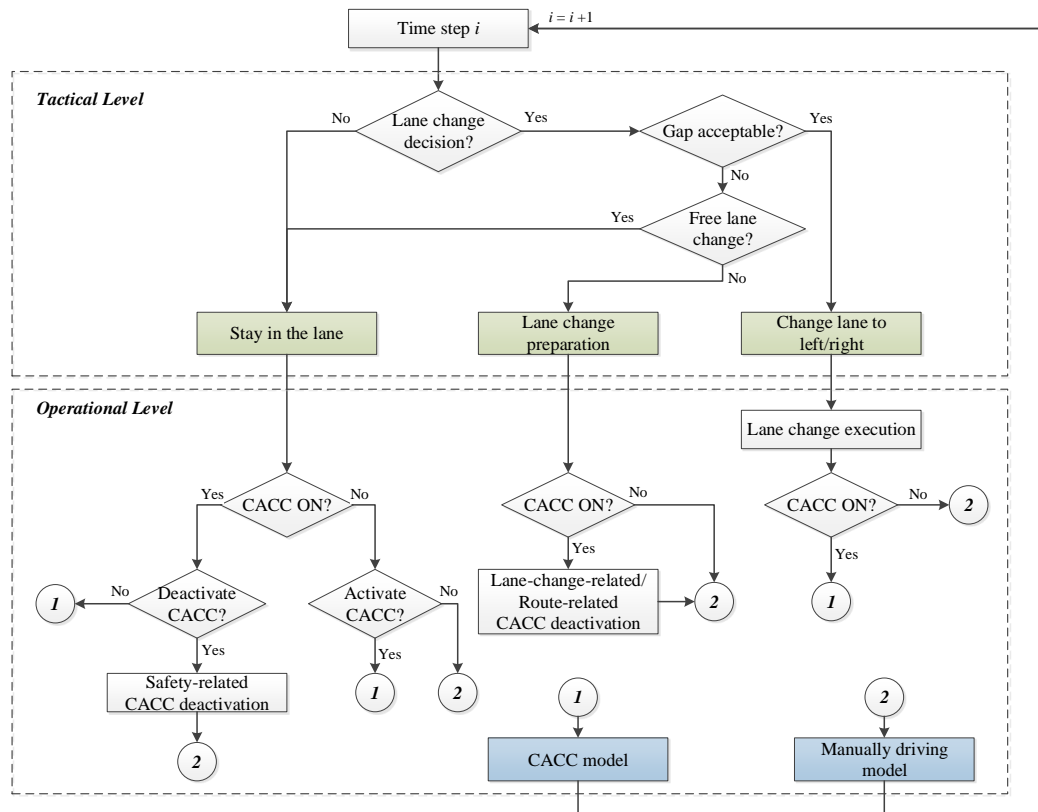 Time step i
i = i +1
Tactical Level
Lane change
decision?
No
Yes
Gap acceptable?
Yes
No
Free lane
change?
Yes
No
Stay in the lane
Lane change
preparation
Change lane to
left/right
Operational Level
Lane change execution
CACC ON?
Yes
No
CACC ON?
No
Yes
CACC ON?
No
2
Yes
1
Deactivate
CACC?
No
1
Yes
Activate
CACC?
No
Yes
1
2
Lane-change-related/
Route-related
CACC deactivation
2
Safety-related
CACC deactivation
2
1
CACC model
2
Manually driving
model